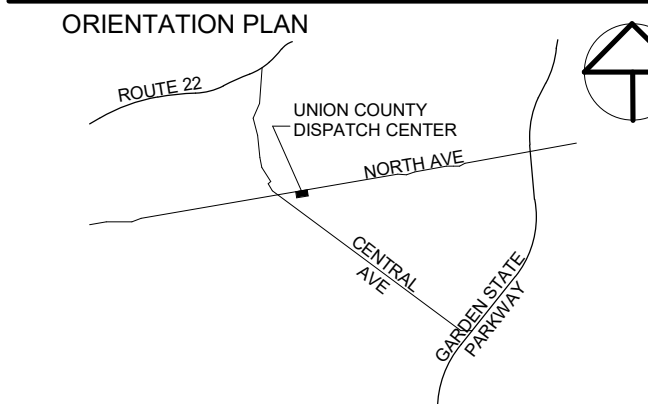 ORIENTATION PLAN
ROUTE 22
UNION COUNTY
DISPATCH CENTER
NORTH AVE
CENTRAL
AVE
GARDEN STATE
PARKWAY